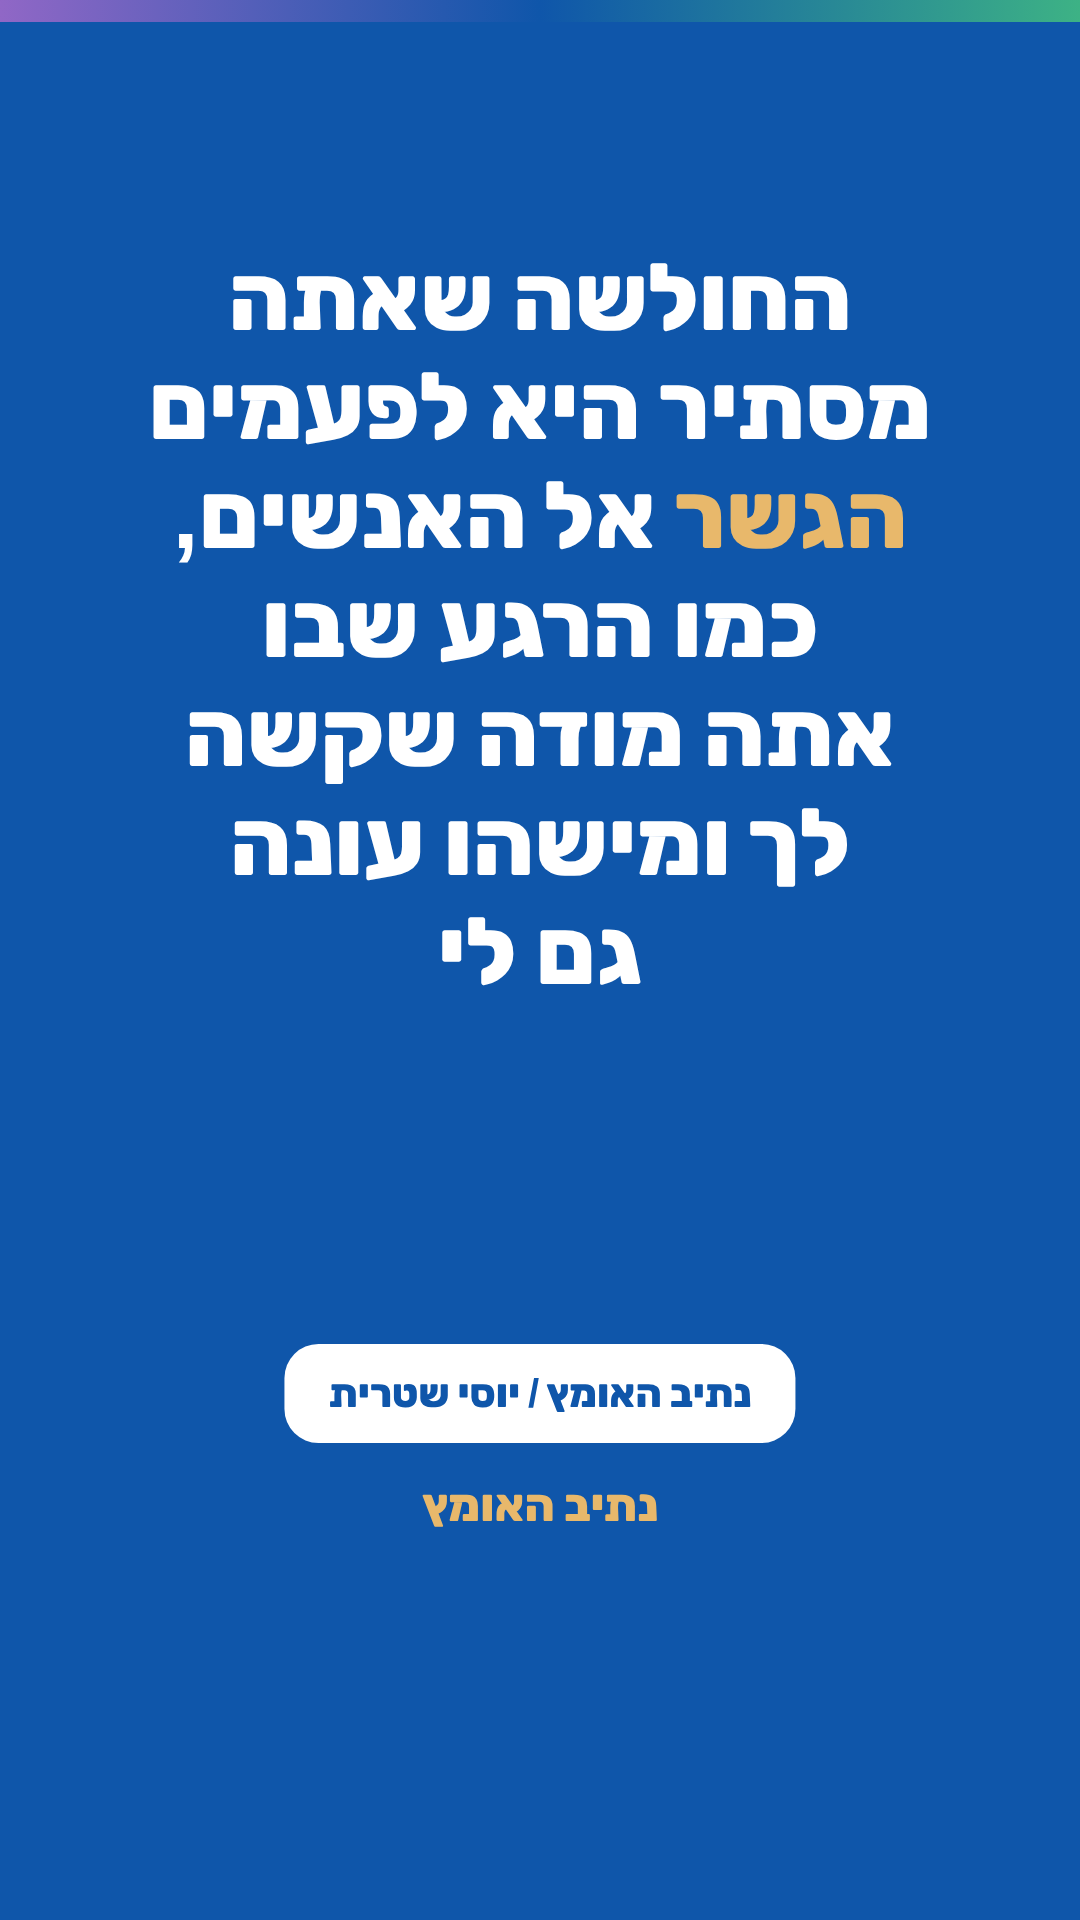 החולשה שאתה
מסתיר היא לפעמים
הגשר אל האנשים,
כמו הרגע שבו
אתה מודה שקשה
לך ומישהו עונה
גם לי
נתיב האומץ / יוסי שטרית
נתיב האומץ